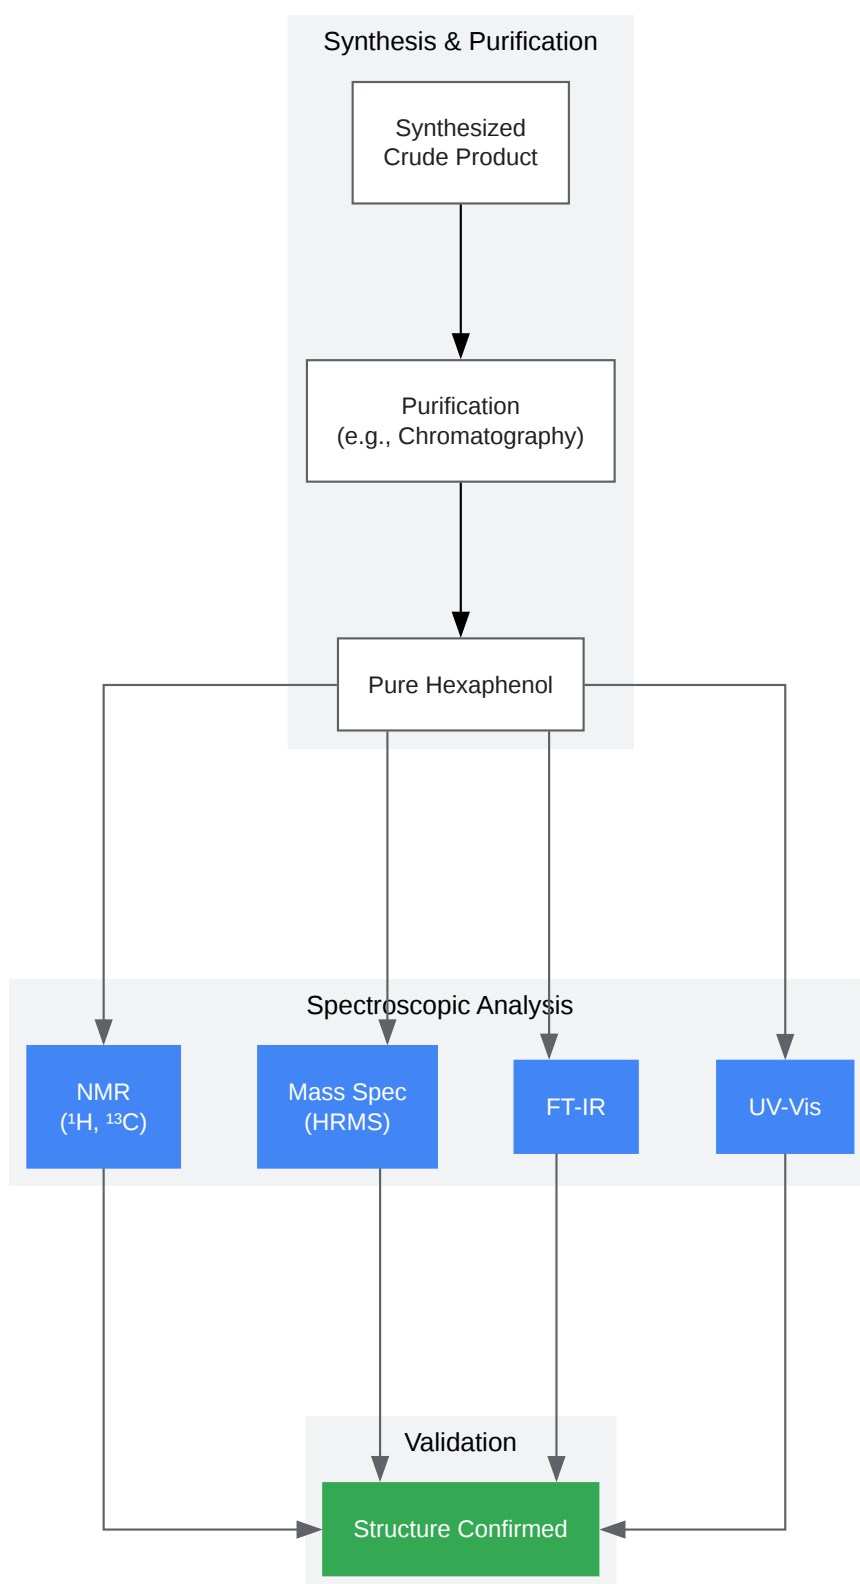 Synthesis & Purification
Synthesized
Crude Product
Purification
(e.g., Chromatography)
Pure Hexaphenol
Spectroscopic Analysis
NMR
(¹H, ¹³C)
Mass Spec
(HRMS)
FT-IR
UV-Vis
Validation
Structure Confirmed